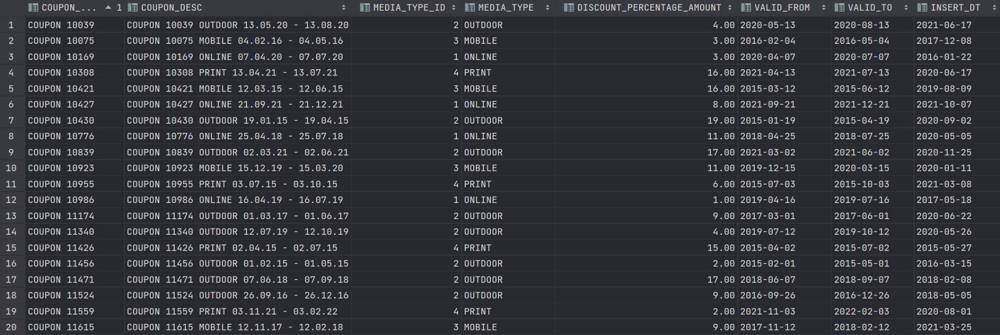 COUPON_... 1 COUPON_DESC MEDIA_TYPE_ID MEDIA_TYPE DISCOUNT_PERCENTAGE_AMOUNT VALID_FROM VALID_TO INSERT_DT
1 COUPON 10039 COUPON 10039 OUTDOOR 13.05.20 - 13.08.20 2 OUTDOOR 4.00 2020-05-13 2020-08-13 2021-06-17
2 COUPON 10075 COUPON 10075 MOBILE 04.02.16 - 04.05.16 3 MOBILE 3.00 2016-02-04 2016-05-04 2017-12-08
3 COUPON 10169 COUPON 10169 ONLINE 07.04.20 - 07.07.20 1 ONLINE 3.00 2020-04-07 2020-07-07 2016-01-22
4 COUPON 10308 COUPON 10308 PRINT 13.04.21 - 13.07.21 4 PRINT 16.00 2021-04-13 2021-07-13 2020-06-17
5 COUPON 10421 COUPON 10421 MOBILE 12.03.15 - 12.06.15 3 MOBILE 16.00 2015-03-12 2015-06-12 2019-08-09
6 COUPON 10427 COUPON 10427 ONLINE 21.09.21 - 21.12.21 1 ONLINE 8.00 2021-09-21 2021-12-21 2021-10-07
7 COUPON 10430 COUPON 10430 OUTDOOR 19.01.15 - 19.04.15 2 OUTDOOR 19.00 2015-01-19 2015-04-19 2020-09-02
8 COUPON 10776 COUPON 10776 ONLINE 25.04.18 - 25.07.18 1 ONLINE 11.00 2018-04-25 2018-07-25 2020-05-05
9 COUPON 10839 COUPON 10839 OUTDOOR 02.03.21 - 02.06.21 2 OUTDOOR 17.00 2021-03-02 2021-06-02 2020-11-25
10 COUPON 10923 COUPON 10923 MOBILE 15.12.19 - 15.03.20 3 MOBILE 11.00 2019-12-15 2020-03-15 2020-01-11
11 COUPON 10955 COUPON 10955 PRINT 03.07.15 - 03.10.15 4 PRINT 6.00 2015-07-03 2015-10-03 2021-03-08
12 COUPON 10986 COUPON 10986 ONLINE 16.04.19 - 16.07.19 1 ONLINE 1.00 2019-04-16 2019-07-16 2017-05-18
13 COUPON 11174 COUPON 11174 OUTDOOR 01.03.17 - 01.06.17 2 OUTDOOR 9.00 2017-03-01 2017-06-01 2020-06-22
14 COUPON 11340 COUPON 11340 OUTDOOR 12.07.19 - 12.10.19 2 OUTDOOR 4.00 2019-07-12 2019-10-12 2020-05-26
15 COUPON 11426 COUPON 11426 PRINT 02.04.15 - 02.07.15 4 PRINT 15.00 2015-04-02 2015-07-02 2015-05-27
16 COUPON 11456 COUPON 11456 OUTDOOR 01.02.15 - 01.05.15 2 OUTDOOR 2.00 2015-02-01 2015-05-01 2016-03-15
17 COUPON 11471 COUPON 11471 OUTDOOR 07.06.18 - 07.09.18 2 OUTDOOR 17.00 2018-06-07 2018-09-07 2018-02-08
18 COUPON 11524 COUPON 11524 OUTDOOR 26.09.16 - 26.12.16 2 OUTDOOR 9.00 2016-09-26 2016-12-26 2018-05-05
19 COUPON 11559 COUPON 11559 PRINT 03.11.21 - 03.02.22 4 PRINT 2.00 2021-11-03 2022-02-03 2020-08-01
20 COUPON 11615 COUPON 11615 MOBILE 12.11.17 - 12.02.18 3 MOBILE 9.00 2017-11-12 2018-02-12 2021-03-25